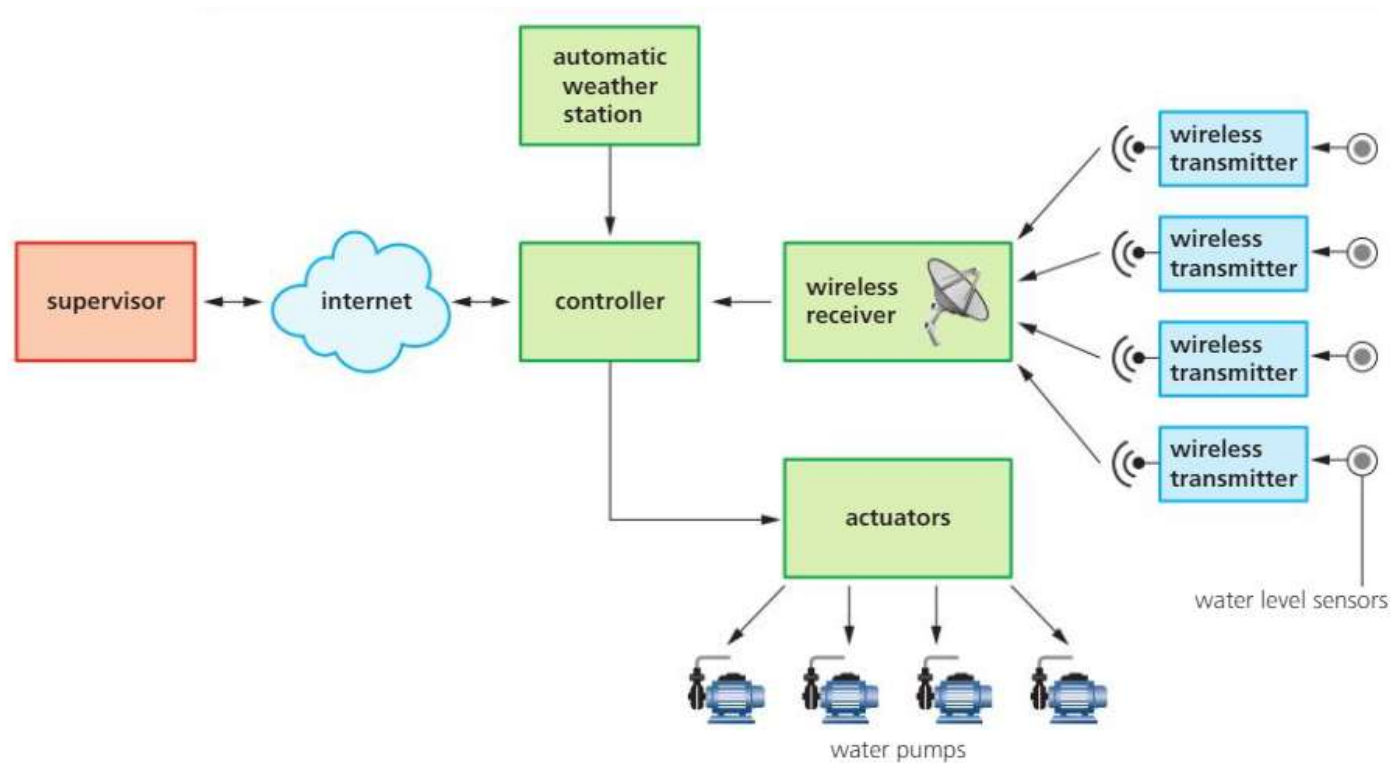 automatic
weather
station
supervisor
internet
controller
wireless
receiver
wireless
transmitter
wireless
transmitter
wireless
transmitter
wireless
transmitter
actuators
water level sensors
water pumps